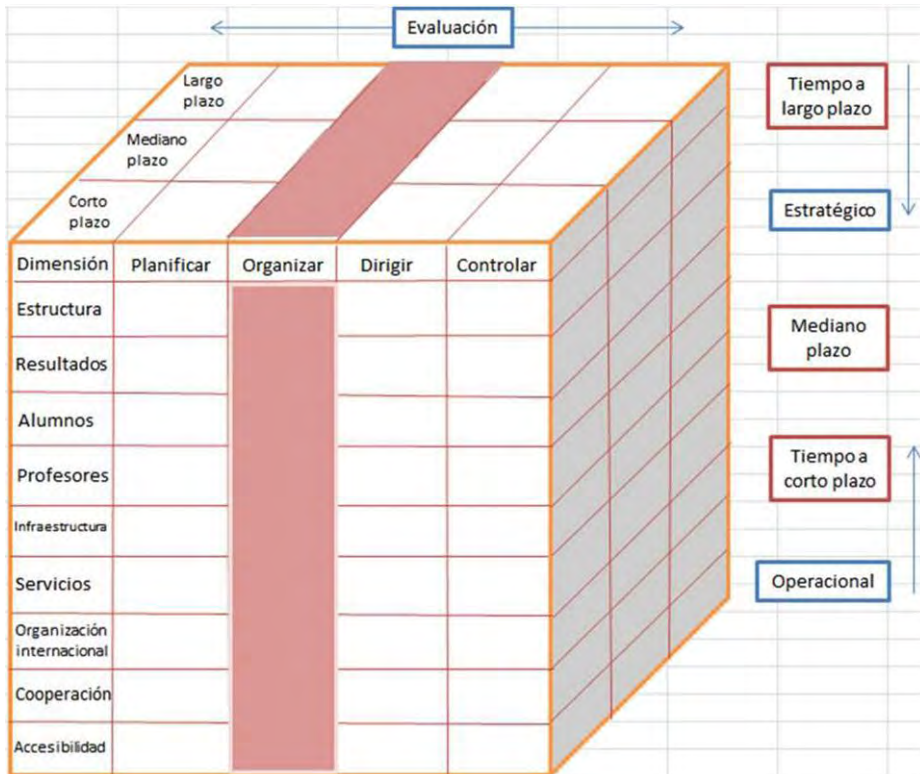 Evaluación
Largo
plazo
Mediano
plazo
Corto
plazo
Dimensión Planificar Organizar Dirigir Controlar
Estructura
Resultados
Alumnos
Profesores
Infraestructura
Servicios
Organización
internacional
Cooperación
Accesibilidad
Tiempo a
largo plazo
Estratégico
Mediano
plazo
Tiempo a
corto plazo
Operacional